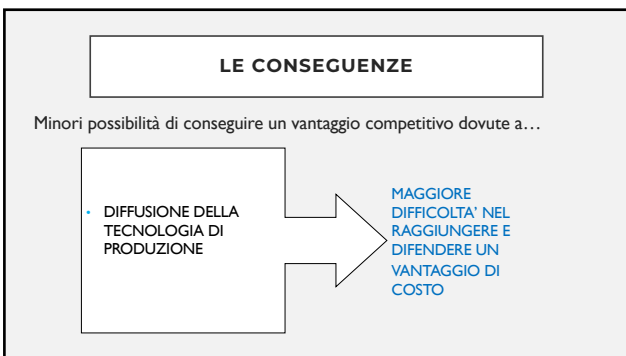 LE CONSEGUENZE
Minori possibilità di conseguire un vantaggio competitivo dovute a…
• DIFFUSIONE DELLA
TECNOLOGIA DI
PRODUZIONE
MAGGIORE
DIFFICOLTA’ NEL
RAGGIUNGERE E
DIFENDERE UN
VANTAGGIO DI
COSTO